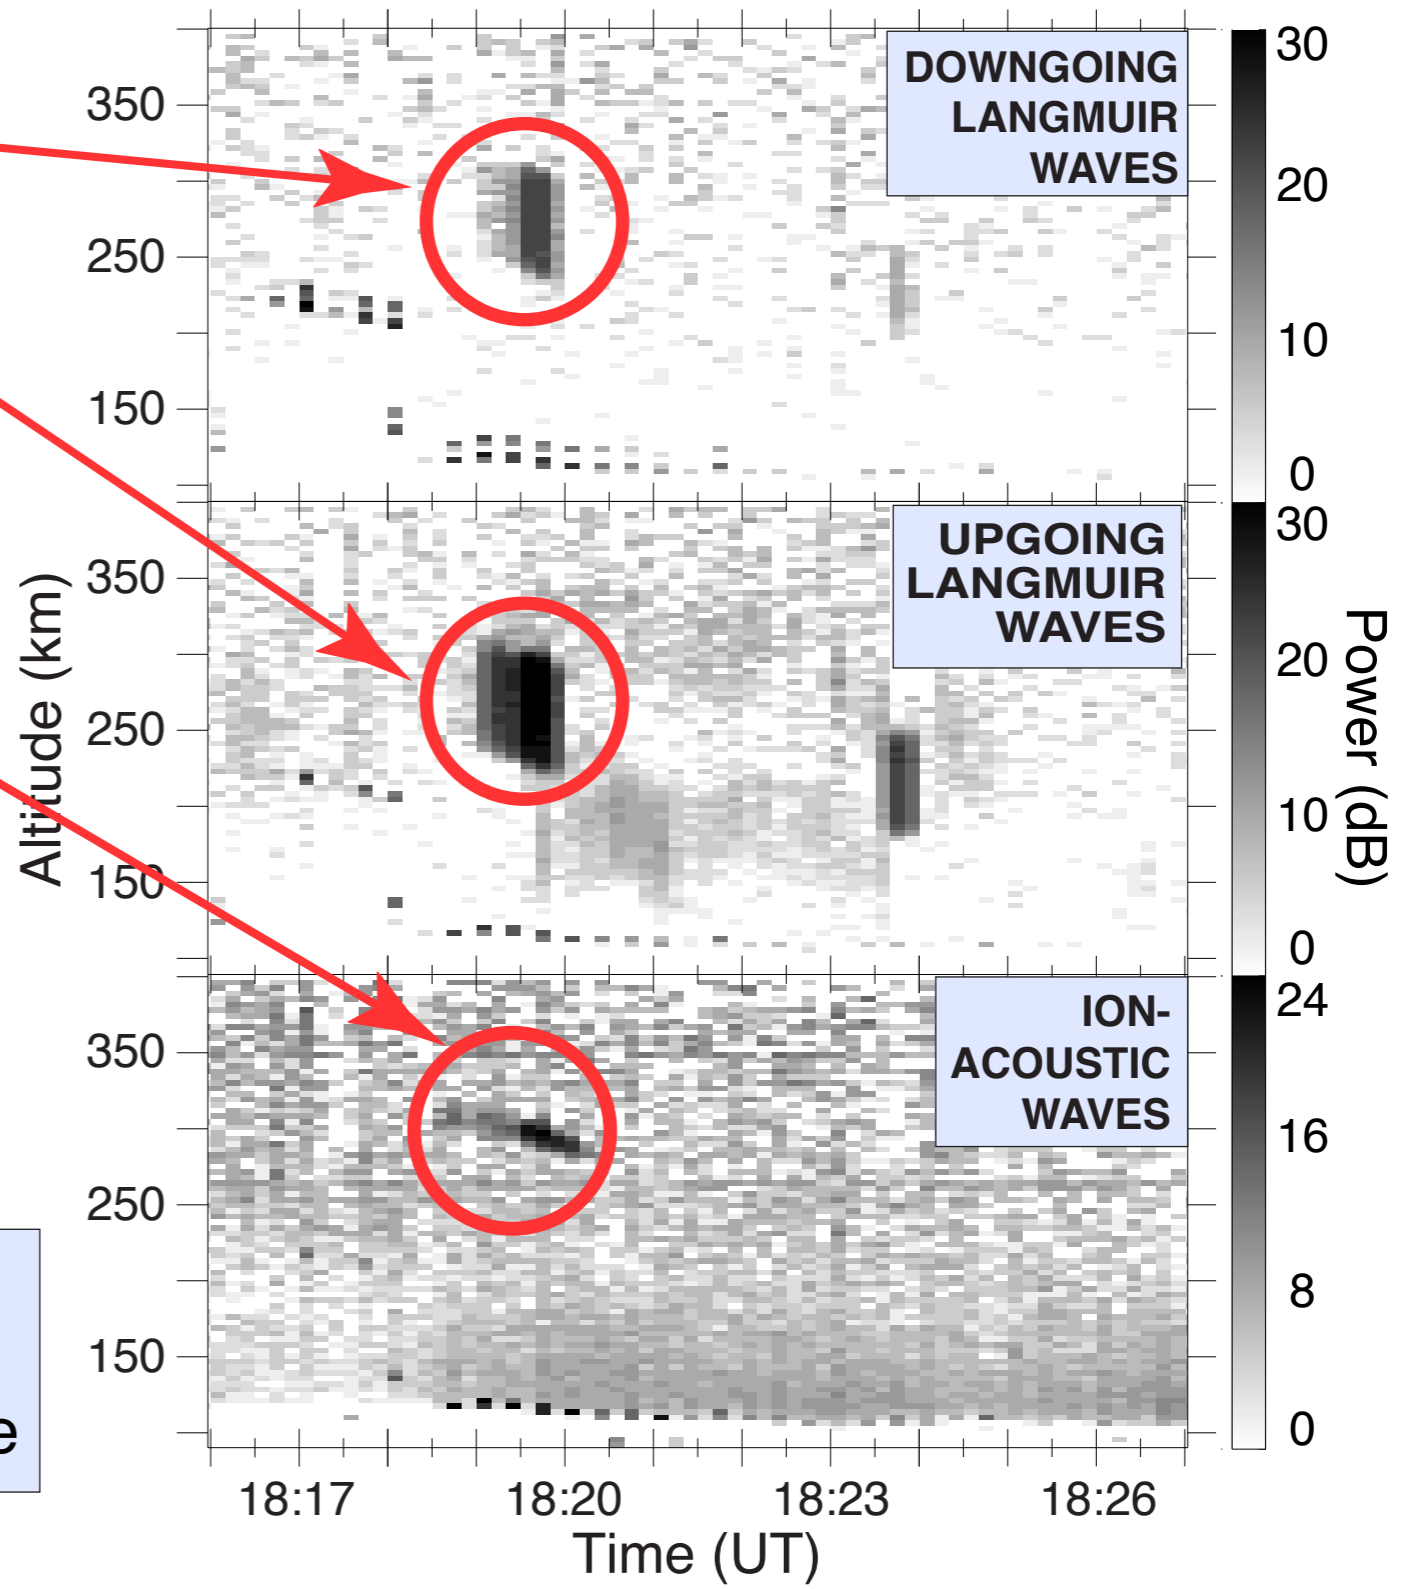 DOWNGOING
LANGMUIR
WAVES
350
250
150
30
20
10
0
UPGOING
LANGMUIR
WAVES
350
250
150
30
20
10
0
Altitude (km)
Power (dB)
ION-
ACOUSTIC
WAVES
350
250
150
24
16
8
0
e
18:17
18:20
18:23
18:26
Time (UT)